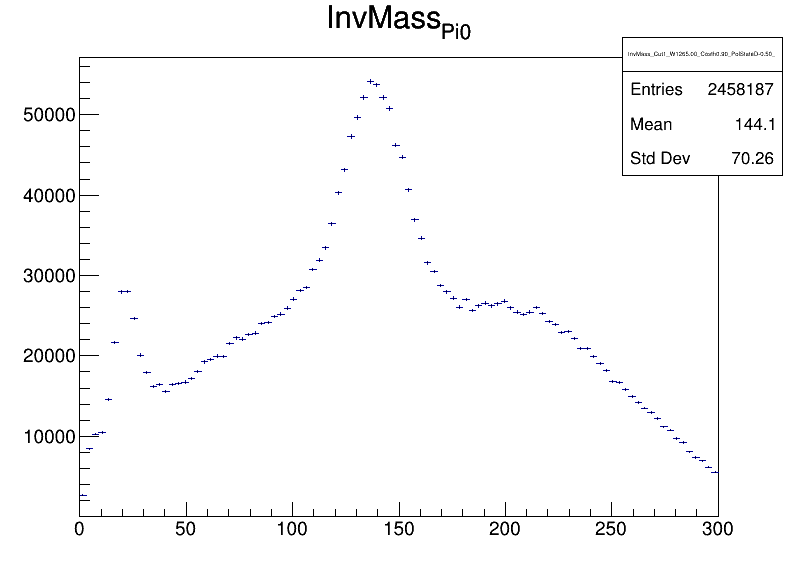 InvMass_Pi0
InvMass_Cut1_W1265.00_Costh0.90_PolStateD-0.50_
Entries 2458187
Mean 144.1
Std Dev 70.26
50000
40000
30000
20000
10000
0 50 100 150 200 250 300